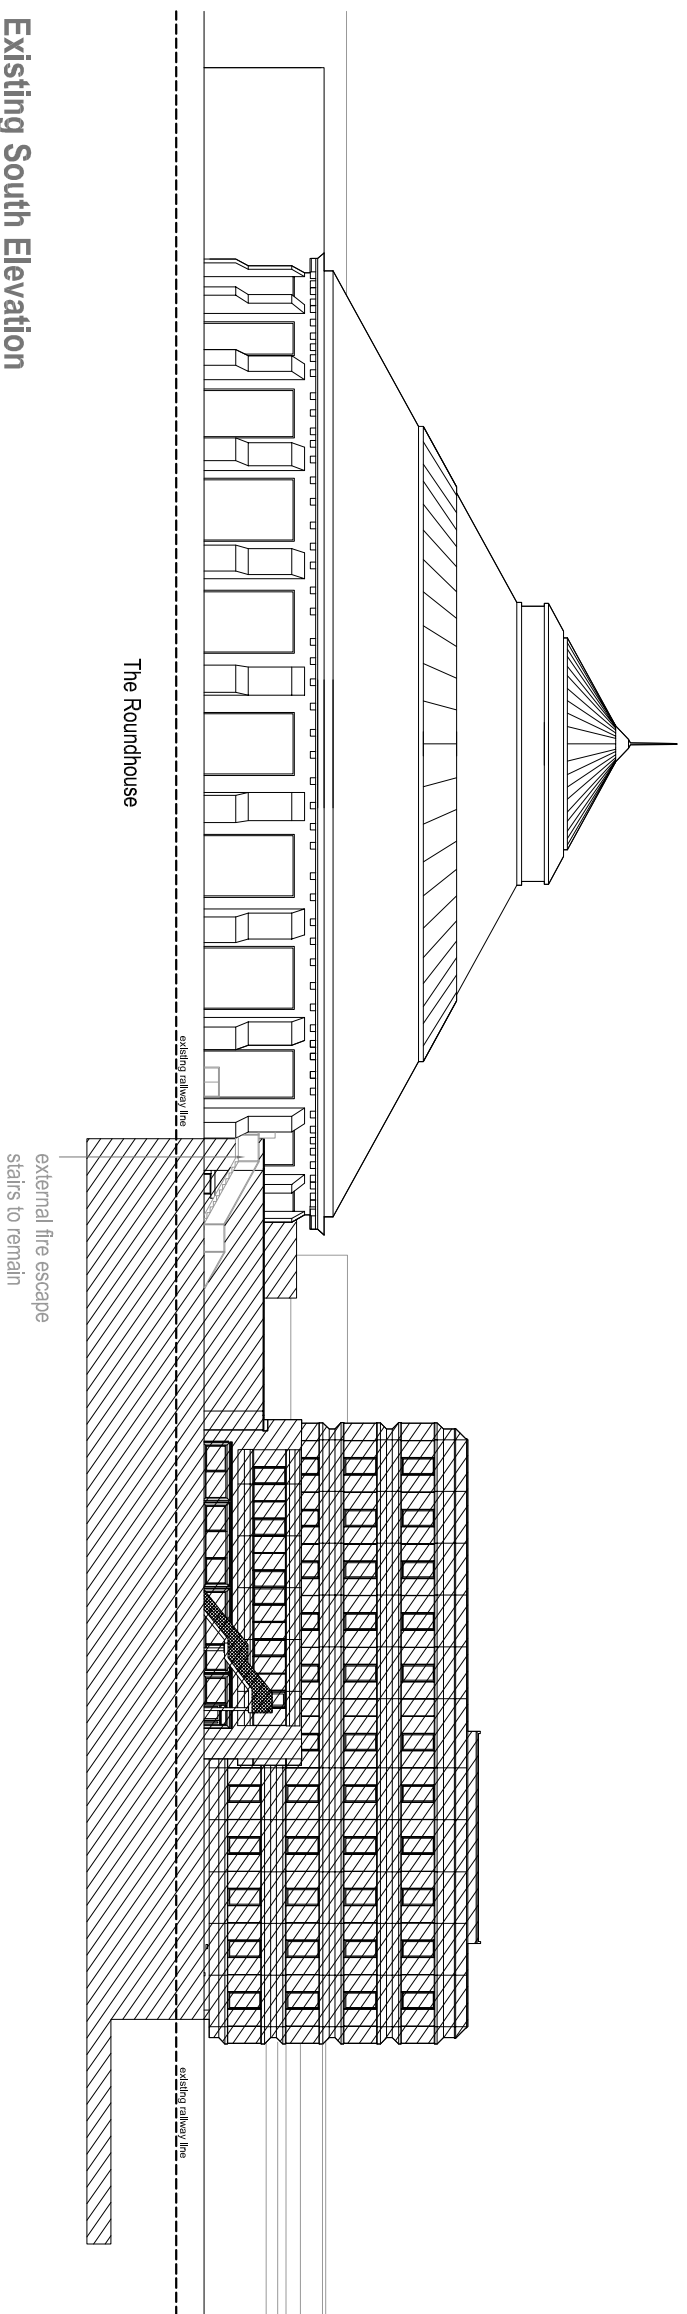 Existing South Elevation
The Roundhouse
existing railway line
external fire escape
stairs to remain
existing railway line